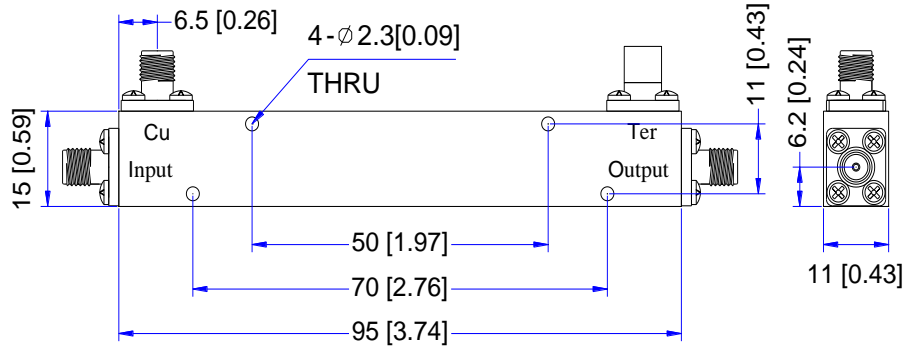 6.5 [0.26]
4-Ø2.3[0.09]
THRU
11 [0.43]
6.2 [0.24]
15 [0.59]
Cu
Ter
Input
Output
50 [1.97]
70 [2.76]
11 [0.43]
95 [3.74]